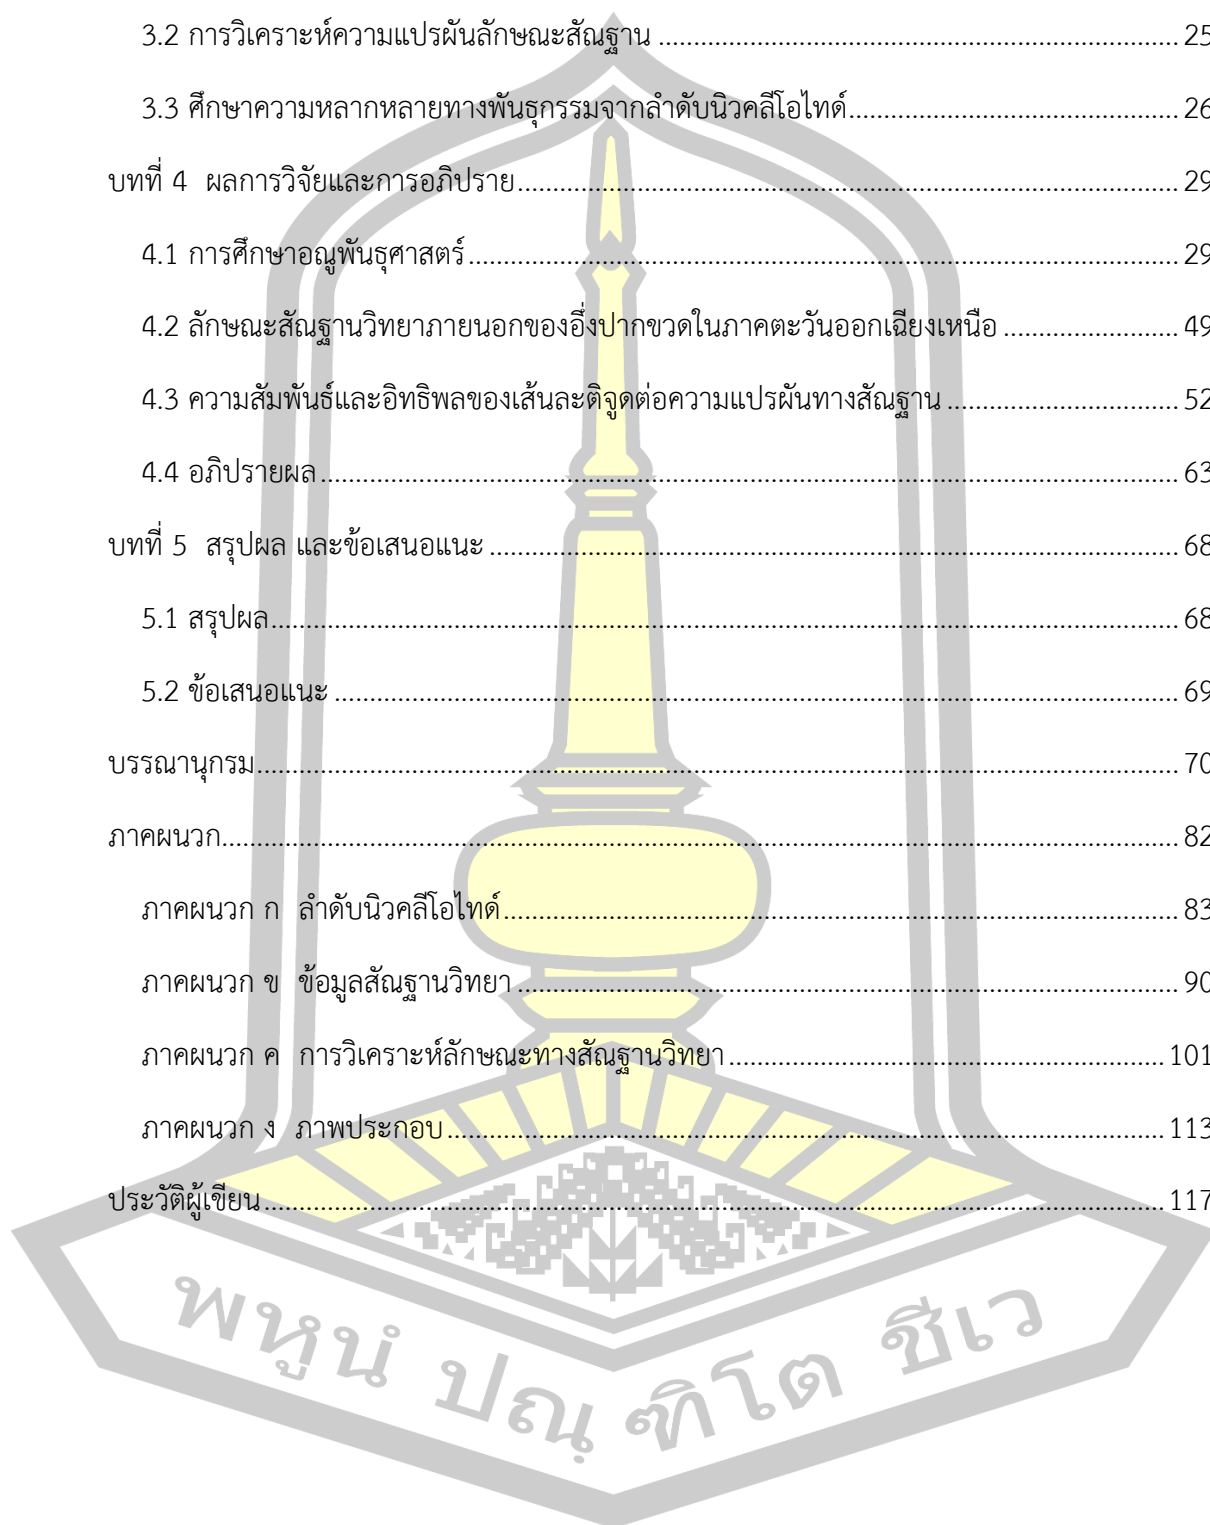 3.2 การวิเคราะห์ความแปรผันลักษณะสัณฐาน ........ 25
3.3 ศึกษาความหลากหลายทางพันธุกรรมจากลำดับนิวคลีโอไทด์ ........ 26
บทที่ 4 ผลการวิจัยและการอภิปราย ........ 29
4.1 การศึกษาอณูพันธุศาสตร์ ........ 29
4.2 ลักษณะสัณฐานวิทยาภายนอกของอึ่งปากขวดในภาคตะวันออกเฉียงเหนือ ........ 49
4.3 ความสัมพันธ์และอิทธิพลของเส้นละติจูดต่อความแปรผันทางสัณฐาน ........ 52
4.4 อภิปรายผล ........ 63
บทที่ 5 สรุปผล และข้อเสนอแนะ ........ 68
5.1 สรุปผล ........ 68
5.2 ข้อเสนอแนะ ........ 69
บรรณานุกรม ........ 70
ภาคผนวก ........ 82
ภาคผนวก ก ลำดับนิวคลีโอไทด์ ........ 83
ภาคผนวก ข ข้อมูลสัณฐานวิทยา ........ 90
ภาคผนวก ค การวิเคราะห์ลักษณะทางสัณฐานวิทยา ........ 101
ภาคผนวก ง ภาพประกอบ ........ 113
ประวัติผู้เขียน ........ 117
พหูนํ ปณฺฑิโต ชีเว